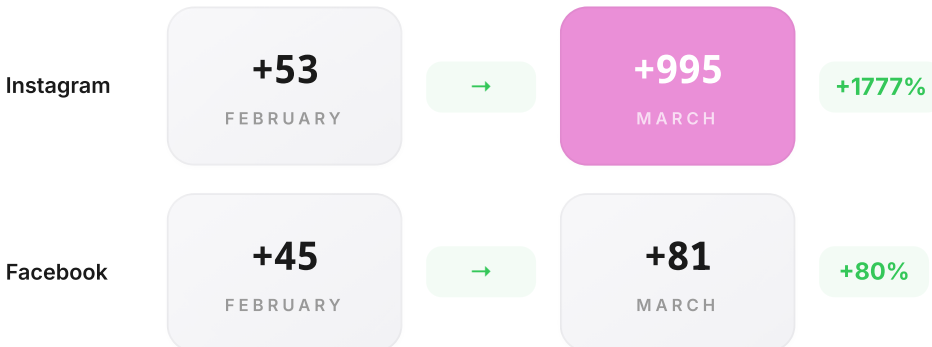 +53
+995
Instagram
→
+1777%
FEBRUARY
MARCH
+45
+81
Facebook
→
+80%
FEBRUARY
MARCH